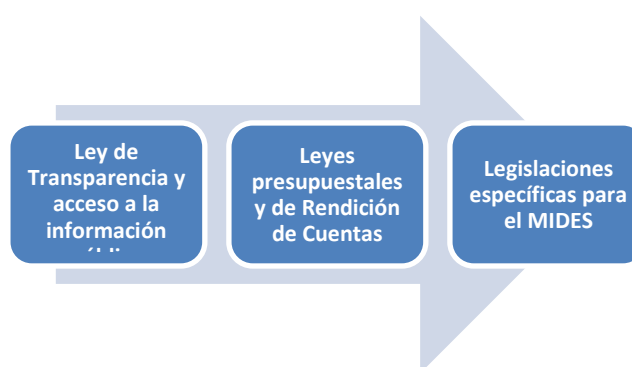 Ley de
Transparencia y
acceso a la
información
Leyes
presupuestales
y de Rendición
de Cuentas
Legislaciones
específicas para
el MIDES